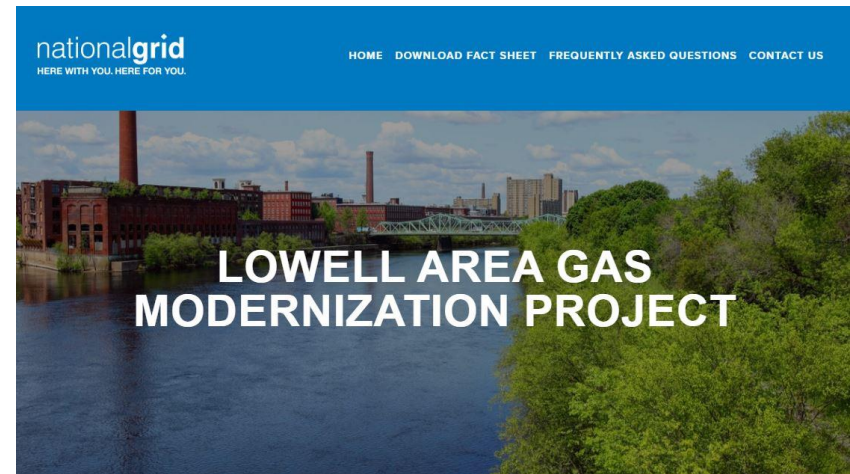 nationalgrid
HERE WITH YOU. HERE FOR YOU.
HOME DOWNLOAD FACT SHEET FREQUENTLY ASKED QUESTIONS CONTACT US
LOWELL AREA GAS
MODERNIZATION PROJECT